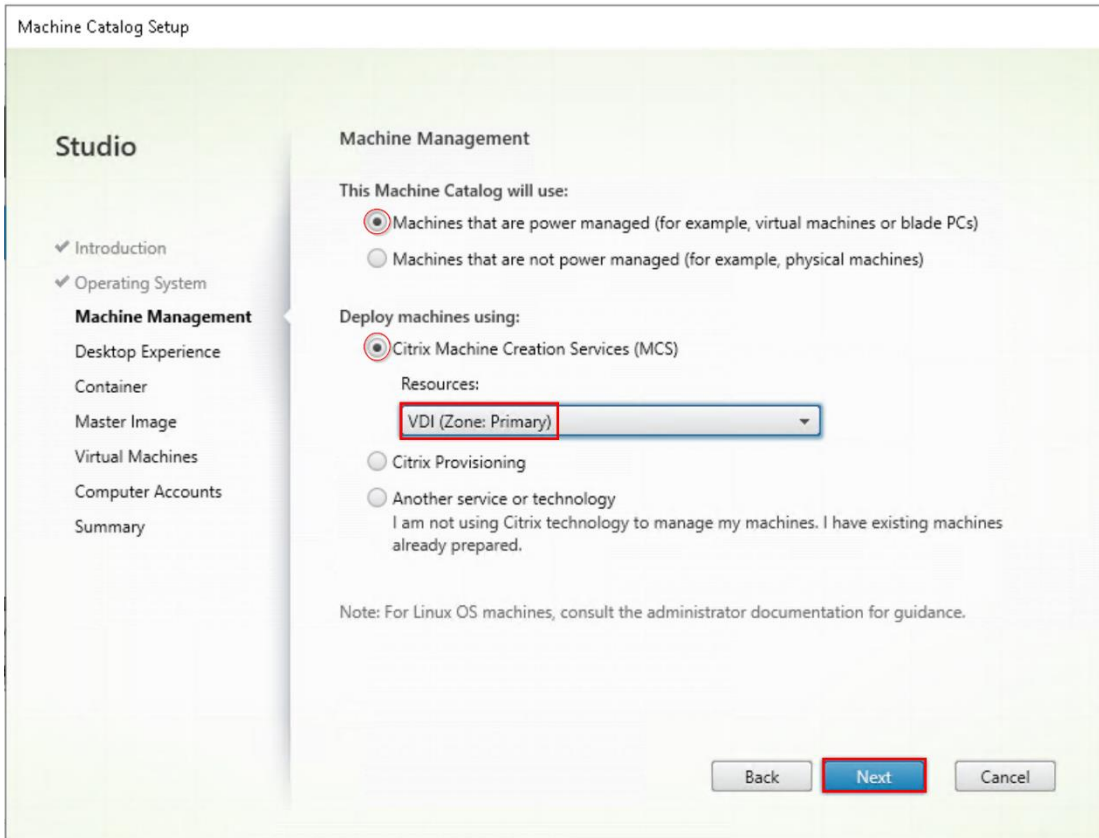 Machine Catalog Setup
Studio
Introduction
Operating System
Machine Management
Desktop Experience
Container
Master Image
Virtual Machines
Computer Accounts
Summary
Machine Management
This Machine Catalog will use:
Machines that are power managed (for example, virtual machines or blade PCs)
Machines that are not power managed (for example, physical machines)
Deploy machines using:
Citrix Machine Creation Services (MCS)
Resources:
VDI (Zone: Primary)
Citrix Provisioning
Another service or technology
I am not using Citrix technology to manage my machines. I have existing machines
already prepared.
Note: For Linux OS machines, consult the administrator documentation for guidance.
Back
Next
Cancel